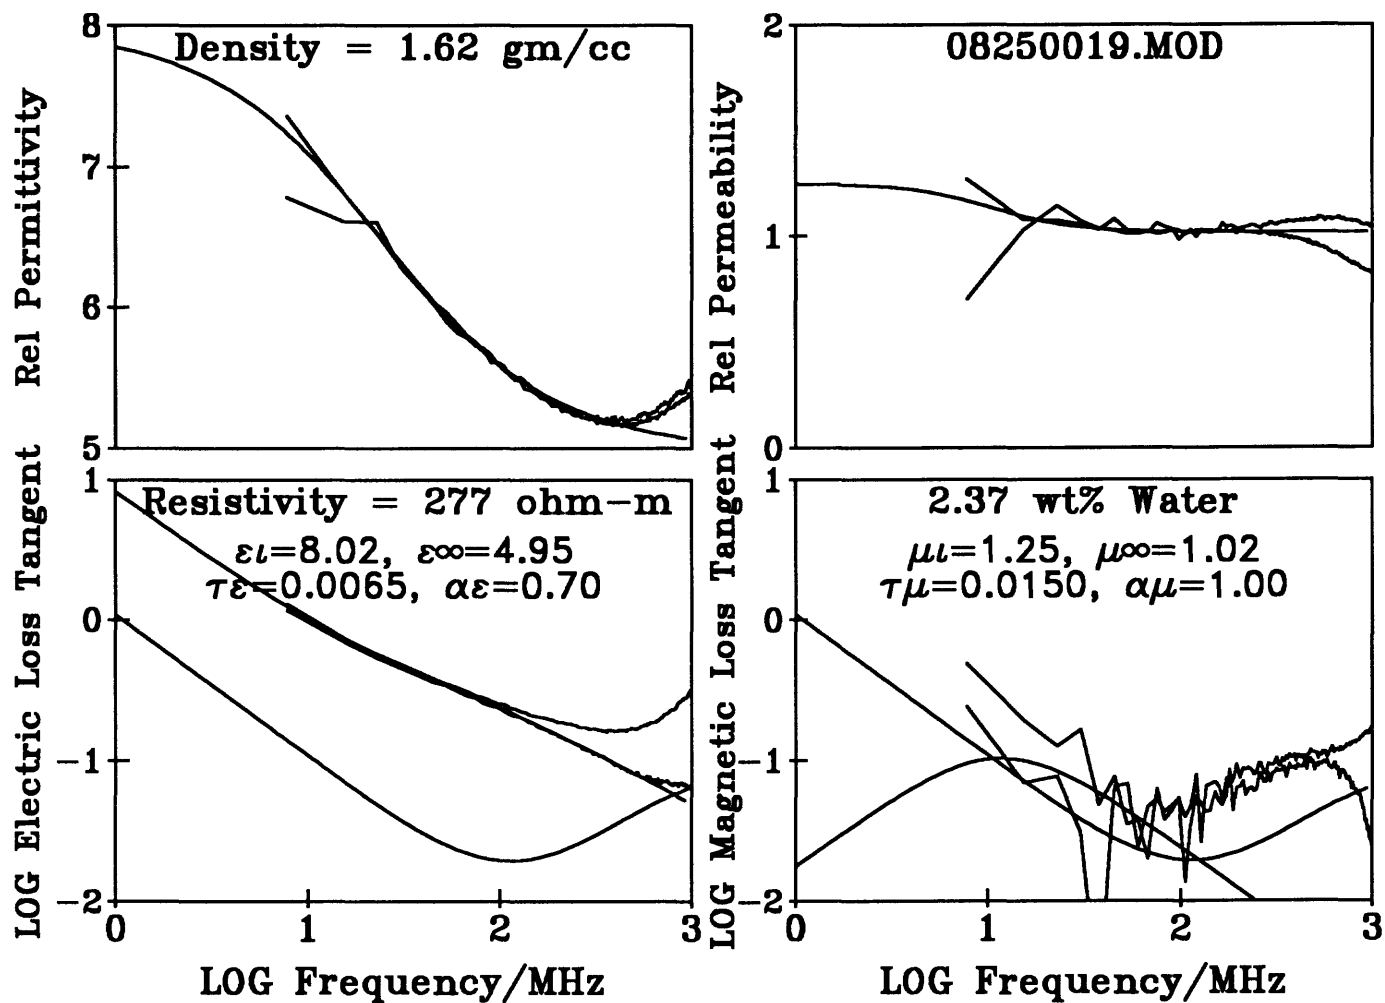 8
7
6
5
Rel Permittivity
Density = 1.62 gm/cc
2
1
0
Rel Permeability
08250019.MOD
1
0
−1
−2
LOG Electric Loss Tangent
Resistivity = 277 ohm−m
ει=8.02, ε∞=4.95
τε=0.0065, αε=0.70
0
1
2
3
LOG Frequency/MHz
1
0
−1
−2
LOG Magnetic Loss Tangent
2.37 wt% Water
μι=1.25, μ∞=1.02
τμ=0.0150, αμ=1.00
0
1
2
3
LOG Frequency/MHz